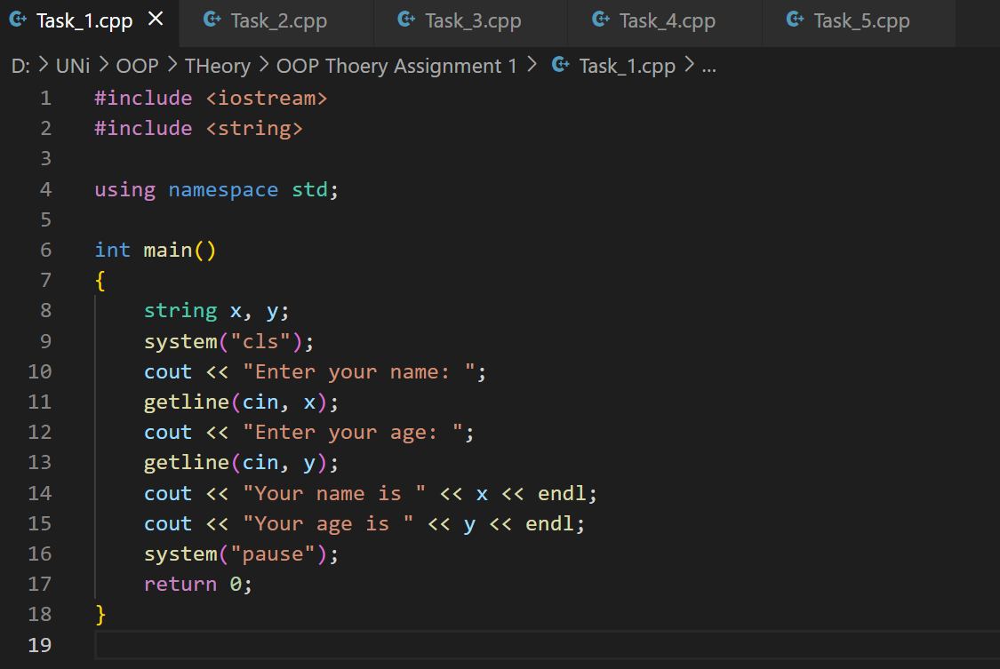 Task_1.cpp Task_2.cpp Task_3.cpp Task_4.cpp Task_5.cpp
D: > UNi > OOP > THeory > OOP Thoery Assignment 1 > Task_1.cpp > ...
1 #include <iostream>
2 #include <string>
3
4 using namespace std;
5
6 int main()
7 {
8     string x, y;
9     system("cls");
10     cout << "Enter your name: ";
11     getline(cin, x);
12     cout << "Enter your age: ";
13     getline(cin, y);
14     cout << "Your name is " << x << endl;
15     cout << "Your age is " << y << endl;
16     system("pause");
17     return 0;
18 }
19